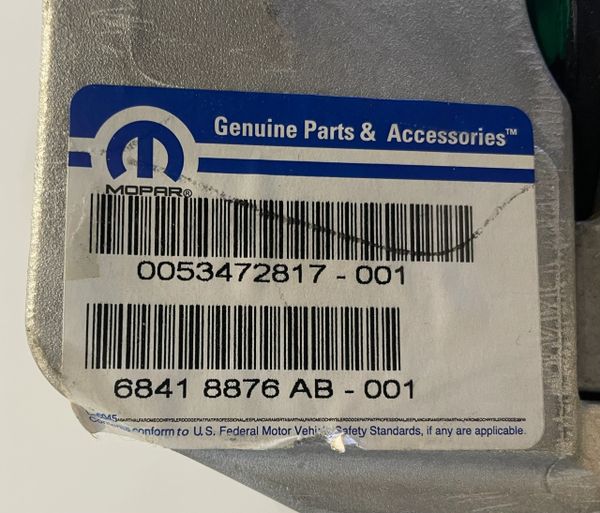 Genuine Parts & Accessories™
MOPAR®
0053472817 - 001
6841 8876 AB - 001
conform to U.S. Federal Motor Vehicle Safety Standards, if any are applicable.